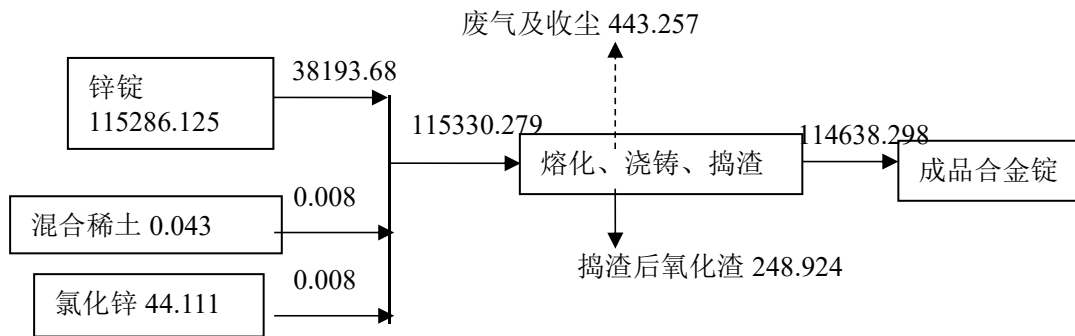 废气及收尘 443.257
38193.68
锌锭
115286.125
115330.279
熔化、浇铸、捣渣
114638.298
成品合金锭
0.008
混合稀土 0.043
捣渣后氧化渣 248.924
0.008
氯化锌 44.111